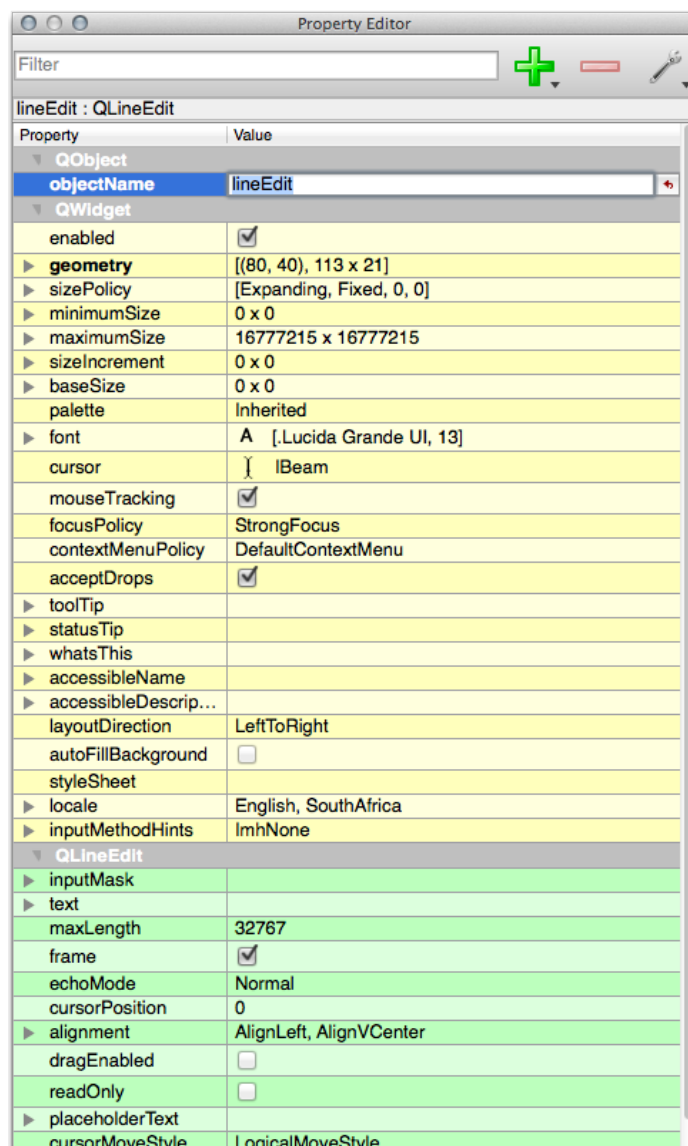 Property Editor
Filter
lineEdit : QLineEdit
Property Value
QObject
objectName lineEdit
QWidget
enabled
geometry [(80, 40), 113 x 21]
sizePolicy [Expanding, Fixed, 0, 0]
minimumSize 0 x 0
maximumSize 16777215 x 16777215
sizeIncrement 0 x 0
baseSize 0 x 0
palette Inherited
font A [.Lucida Grande UI, 13]
cursor IBeam
mouseTracking
focusPolicy StrongFocus
contextMenuPolicy DefaultContextMenu
acceptDrops
toolTip
statusTip
whatsThis
accessibleName
accessibleDescrip...
layoutDirection LeftToRight
autoFillBackground
styleSheet
locale English, SouthAfrica
inputMethodHints ImhNone
QLineEdit
inputMask
text
maxLength 32767
frame
echoMode Normal
cursorPosition 0
alignment AlignLeft, AlignVCenter
dragEnabled
readOnly
placeholderText
cursorMoveStyle LogicalMoveStyle